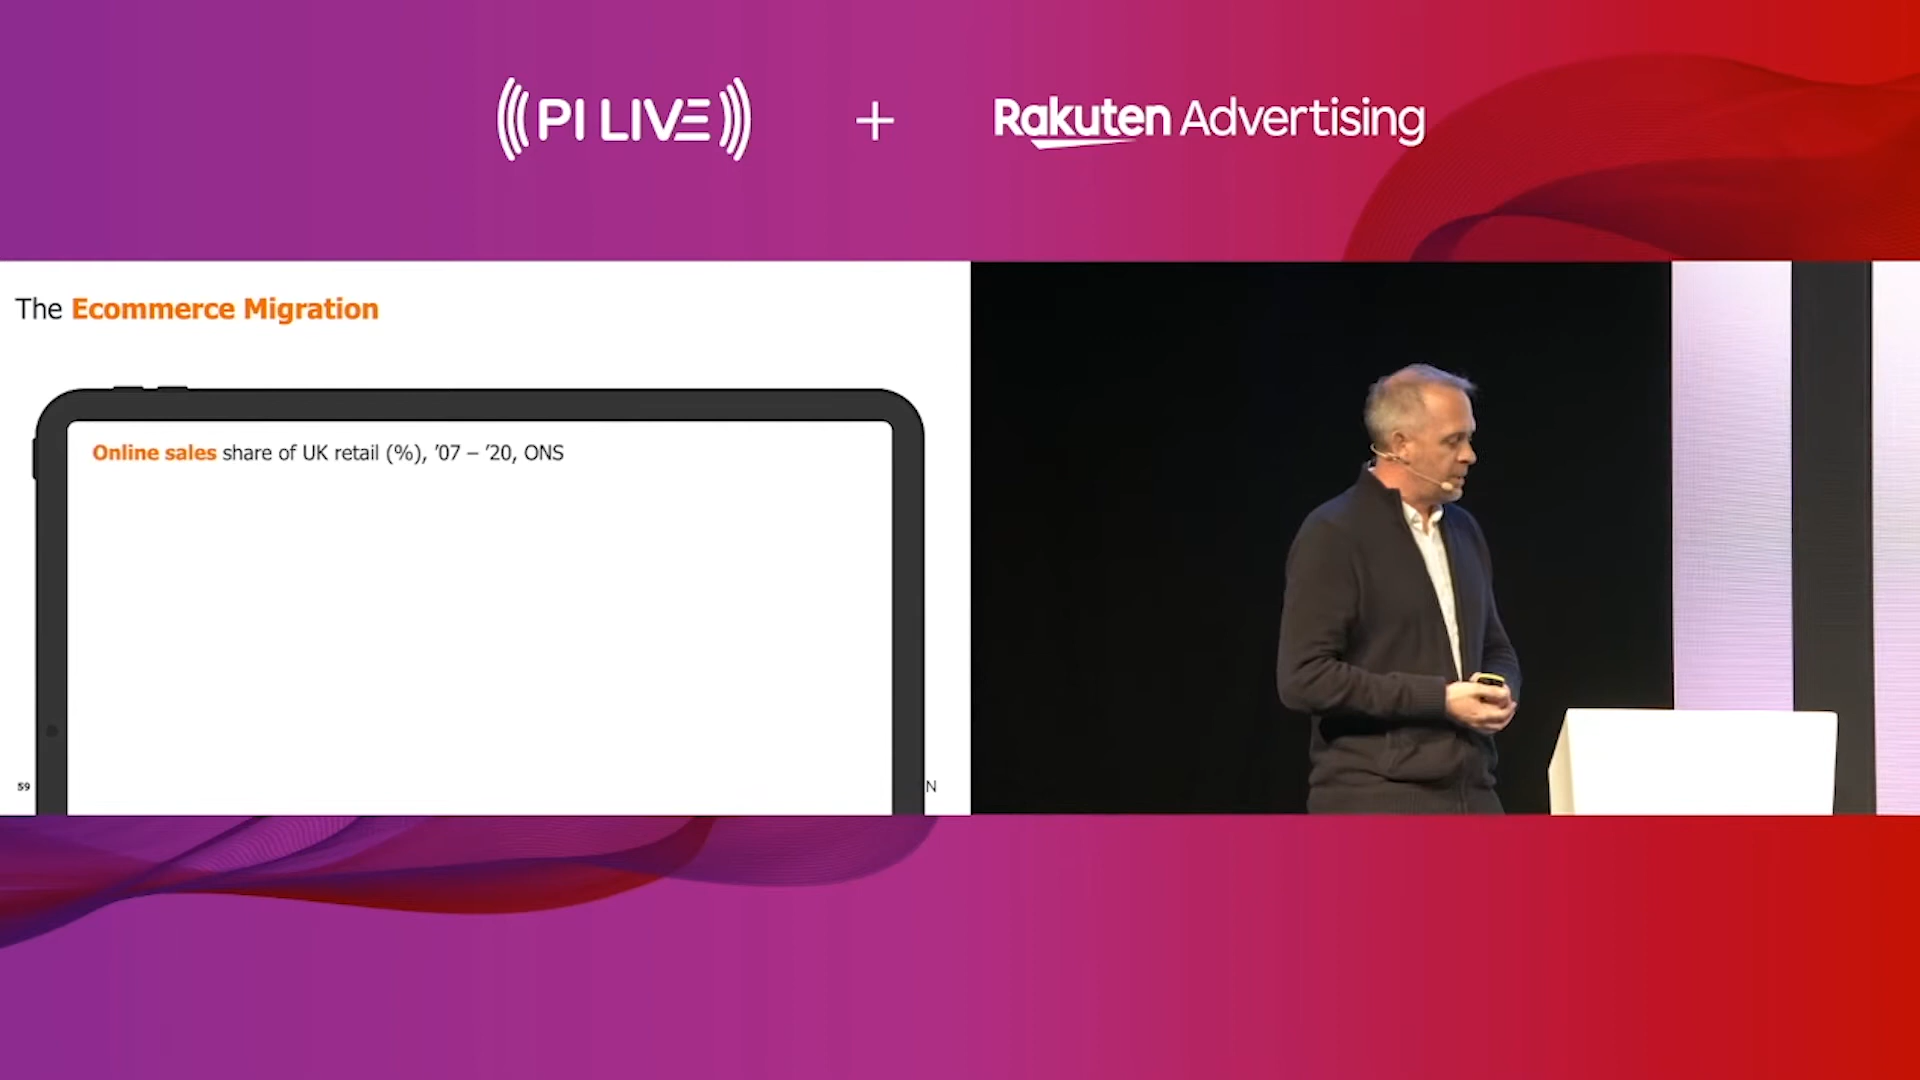 PI LIVE + Rakuten Advertising
The Ecommerce Migration
Online sales share of UK retail (%), ’07 – ’20, ONS
59
N